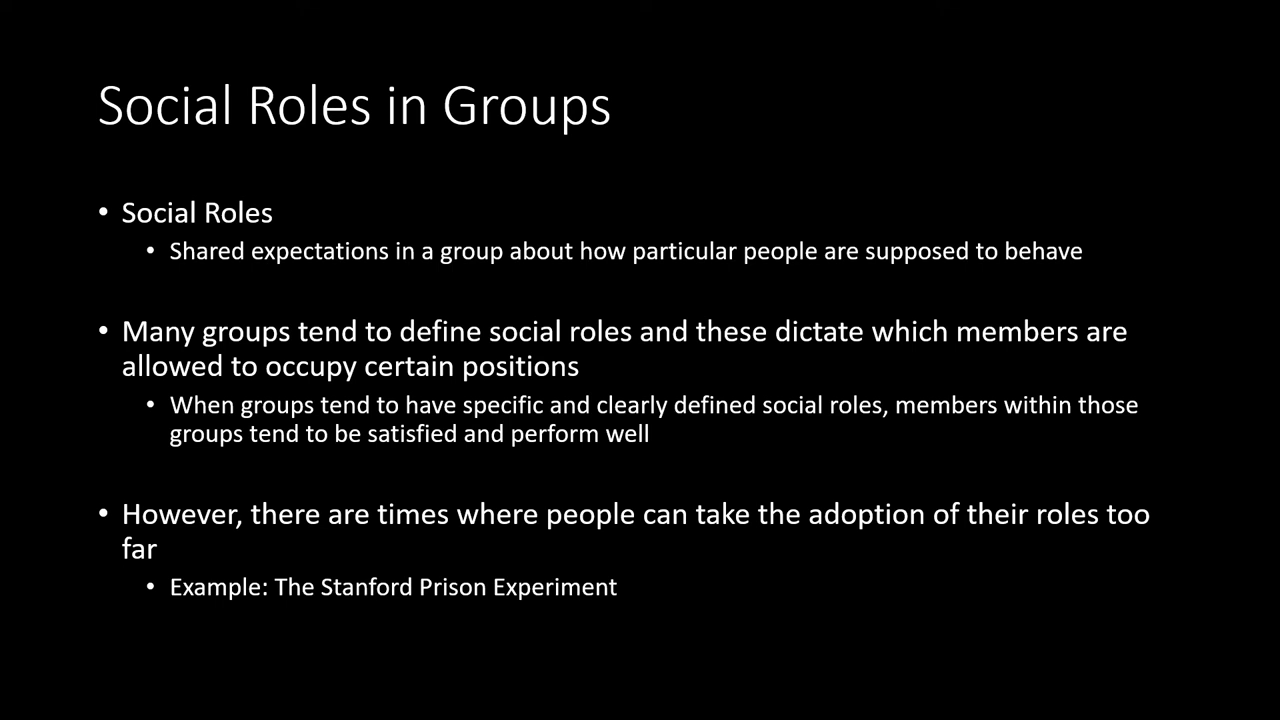 Social Roles in Groups
• Social Roles
• Shared expectations in a group about how particular people are supposed to behave
• Many groups tend to define social roles and these dictate which members are
allowed to occupy certain positions
• When groups tend to have specific and clearly defined social roles, members within those
groups tend to be satisfied and perform well
• However, there are times where people can take the adoption of their roles too
far
• Example: The Stanford Prison Experiment